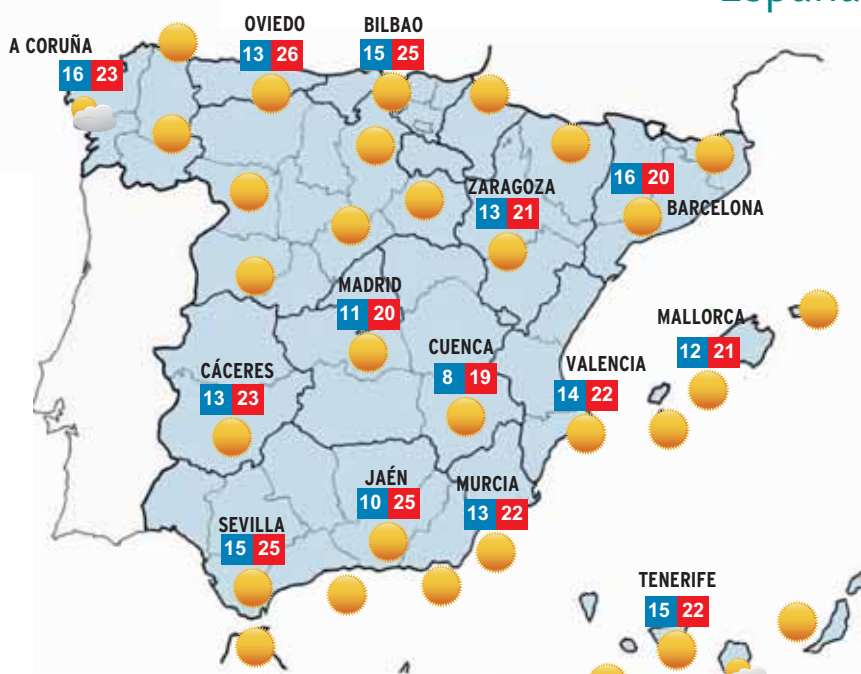 España
A CORUÑA
16 23
OVIEDO
13 26
BILBAO
15 25
ZARAGOZA
13 21
16 20
BARCELONA
MADRID
11 20
CUENCA
8 19
CÁCERES
13 23
VALENCIA
14 22
MALLORCA
12 21
JAÉN
10 25
MURCIA
13 22
SEVILLA
15 25
TENERIFE
15 22